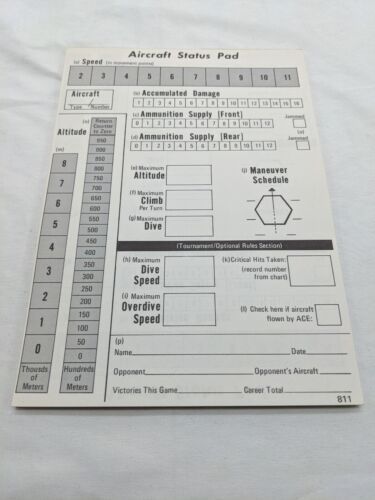 Aircraft Status Pad
(a) Speed (in movement points)
2 3 4 5 6 7 8 9 10 11
Aircraft
Type Number
(b) Accumulated Damage
1 2 3 4 5 6 7 8 9 10 11 12 13 14 15 16
(c) Ammunition Supply [Front] Jammed
0 1 2 3 4 5 6 7 8 9 10 11 12
(d) Ammunition Supply [Rear] Jammed
0 1 2 3 4 5 6 7 8 9 10 11 12
Altitude
(m)
(n)
Return
Counter
to Zero
950
900
850
800
750
700
650
600
550
500
450
400
350
300
250
200
150
100
50
0
Hundreds
of
Meters
8
7
6
5
4
3
2
1
0
Thousds
of
Meters
(e) Maximum
Altitude
(f) Maximum
Climb
Per Turn
(g) Maximum
Dive
(j) Maneuver
Schedule
(Tournament/Optional Rules Section)
(h) Maximum
Dive
Speed
(i) Maximum
Overdive
Speed
(k) Critical Hits Taken:
(record number
from chart)
(l) Check here if aircraft
flown by ACE:
(p)
Name Date
Opponent Opponent's Aircraft
Victories This Game Career Total
811